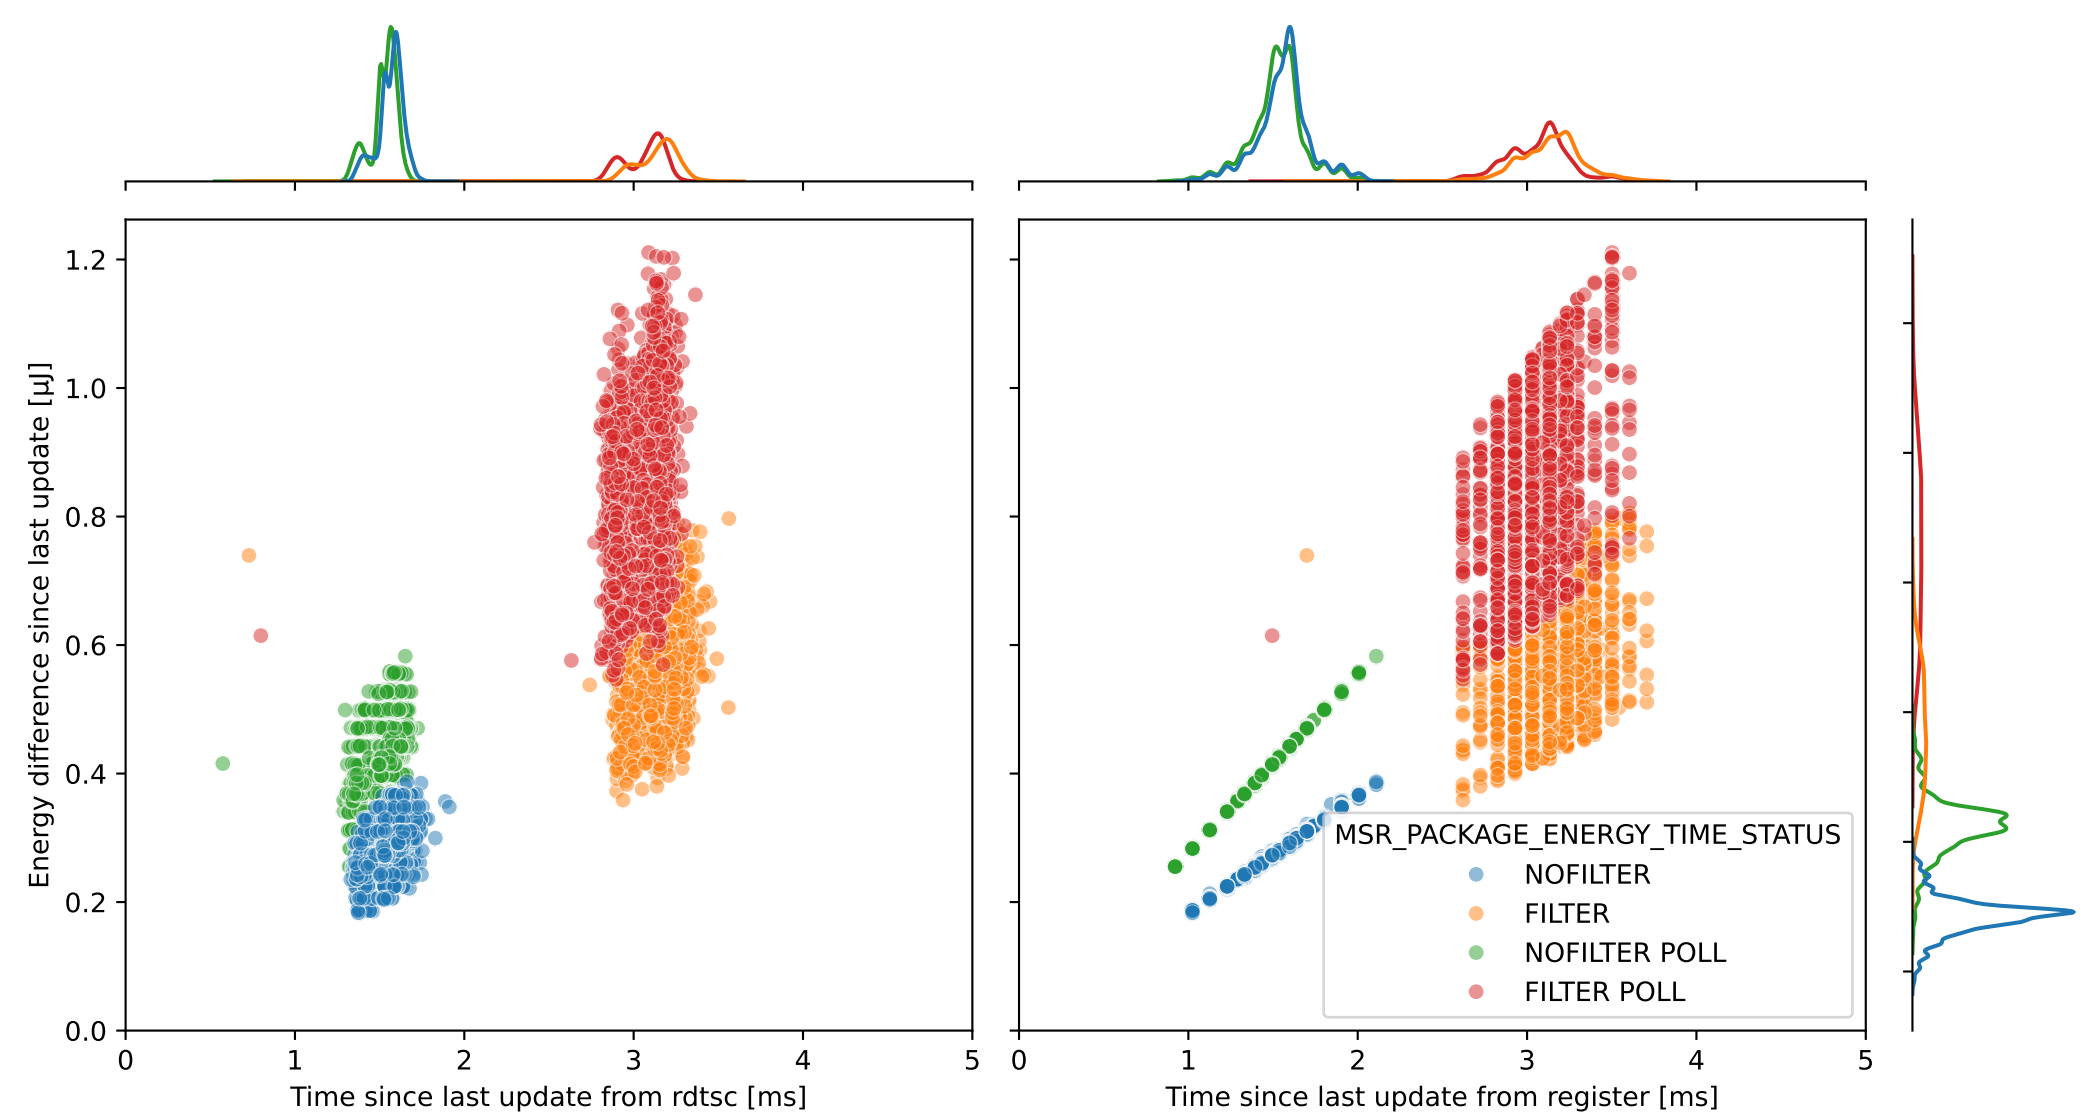 Energy difference since last update [µJ]
1.2
1.0
0.8
0.6
0.4
0.2
0.0
0 1 2 3 4 5
Time since last update from rdtsc [ms]
MSR_PACKAGE_ENERGY_TIME_STATUS
NOFILTER
FILTER
NOFILTER POLL
FILTER POLL
0 1 2 3 4 5
Time since last update from register [ms]